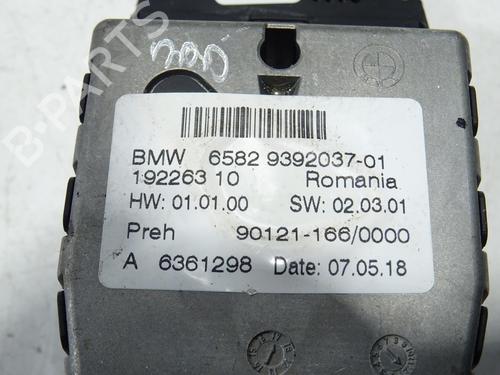 B-PARTS
BMW 6582 9392037-01
192263 10 Romania
HW: 01.01.00 SW: 02.03.01
Preh 90121-166/0000
A 6361298 Date: 07.05.18